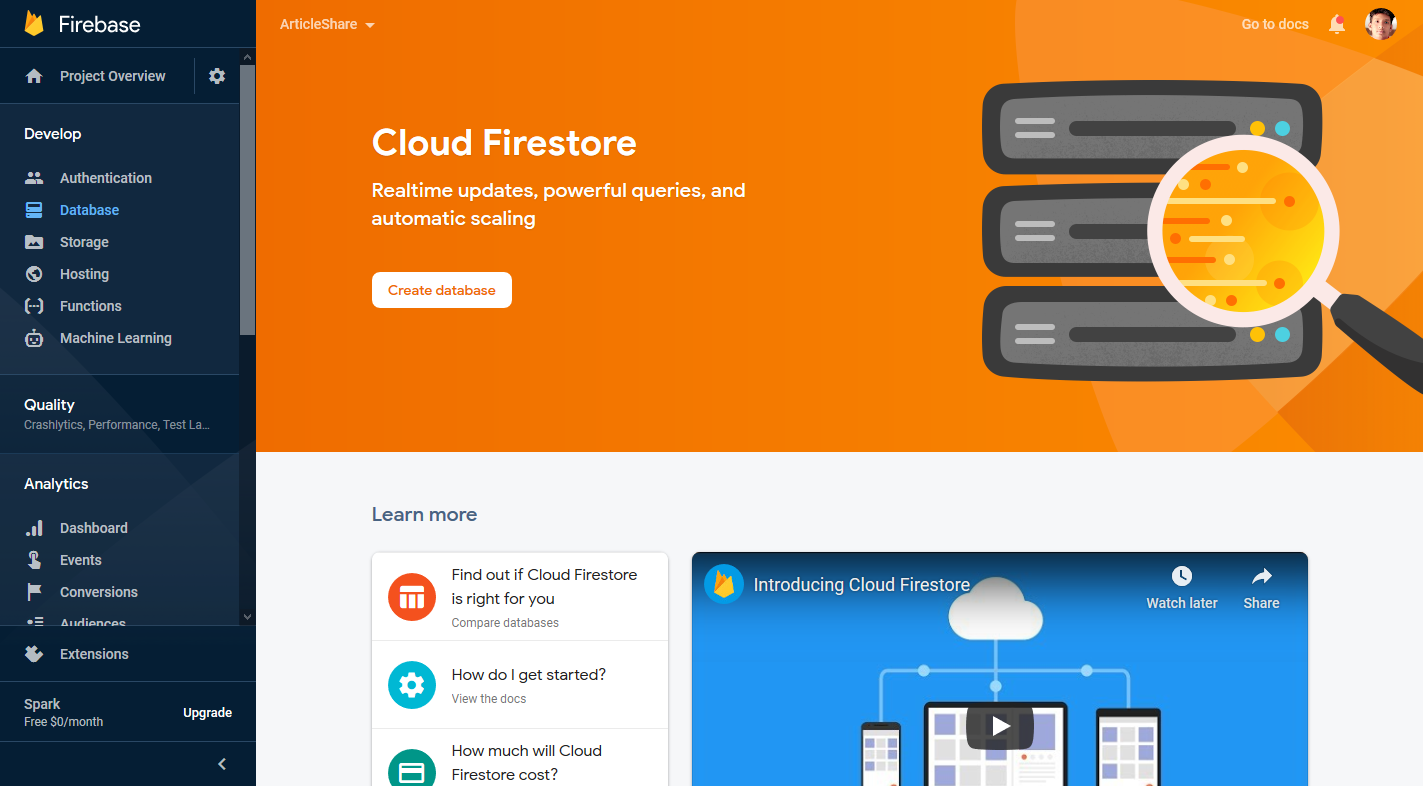 Firebase
Project Overview
Develop
Authentication
Database
Storage
Hosting
Functions
Machine Learning
Quality
Crashlytics, Performance, Test La...
Analytics
Dashboard
Events
Conversions
Audiences
Extensions
Spark
Free $0/month
Upgrade
ArticleShare
Go to docs
Cloud Firestore
Realtime updates, powerful queries, and
automatic scaling
Create database
Learn more
Find out if Cloud Firestore
is right for you
Compare databases
How do I get started?
View the docs
How much will Cloud
Firestore cost?
Introducing Cloud Firestore
Watch later
Share